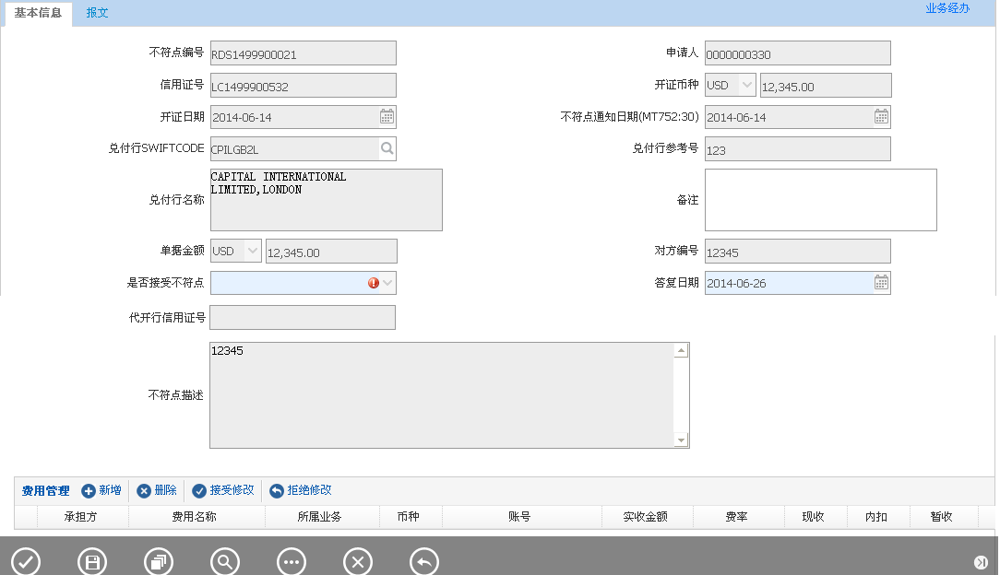 基本信息 报文 业务经办
不符点编号 RDS1499900021 申请人 0000000330
信用证号 LC1499900532 开证币种 USD 12,345.00
开证日期 2014-06-14 不符点通知日期(MT752:30) 2014-06-14
兑付行SWIFTCODE CPILGB2L 兑付行参考号 123
兑付行名称 CAPITAL INTERNATIONAL
LIMITED,LONDON
备注
单据金额 USD 12,345.00 对方编号 12345
是否接受不符点 答复日期 2014-06-26
代开行信用证号
不符点描述 12345
费用管理 新增 删除 接受修改 拒绝修改
承担方 费用名称 所属业务 币种 账号 实收金额 费率 现收 内扣 暂收